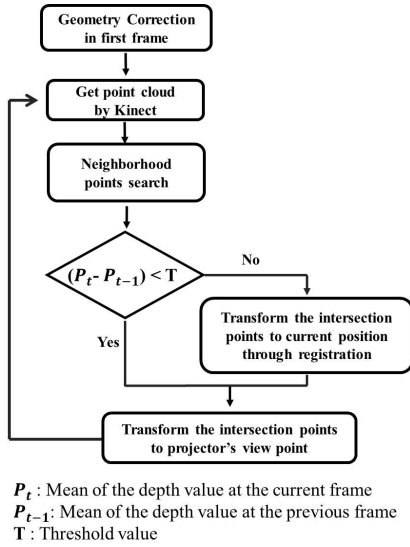 Geometry Correction
in first frame
Get point cloud
by Kinect
Neighborhood
points search
(P_t- P_{t-1}) < T
No
Yes
Transform the intersection
points to current position
through registration
Transform the intersection points
to projector's view point
P_t : Mean of the depth value at the current frame
P_{t-1}: Mean of the depth value at the previous frame
T : Threshold value